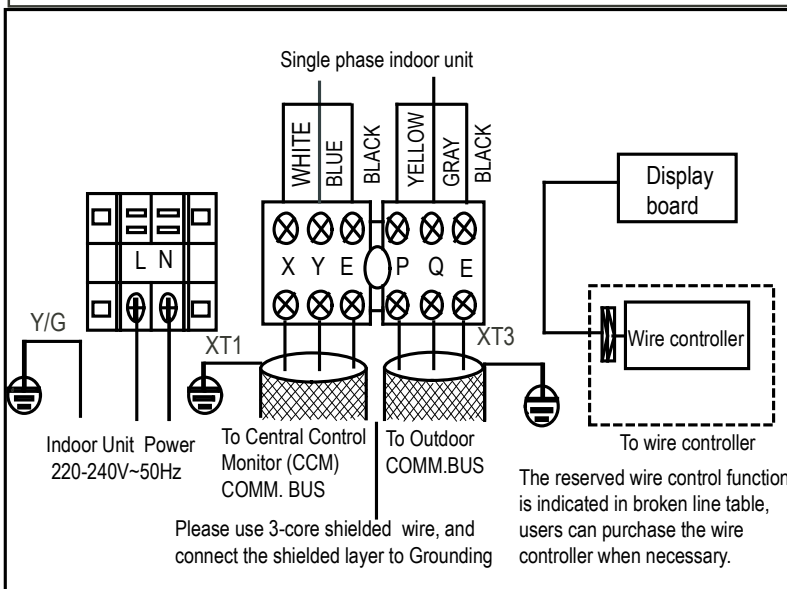 Single phase indoor unit
WHITE
BLUE
BLACK
YELLOW
GRAY
BLACK
Display
board
L N
X Y E P Q E
Y/G
XT1
XT3
Wire controller
Indoor Unit Power
220-240V~50Hz
To Central Control
Monitor (CCM)
COMM. BUS
To Outdoor
COMM.BUS
To wire controller
Please use 3-core shielded wire, and
connect the shielded layer to Grounding
The reserved wire control function
is indicated in broken line table,
users can purchase the wire
controller when necessary.